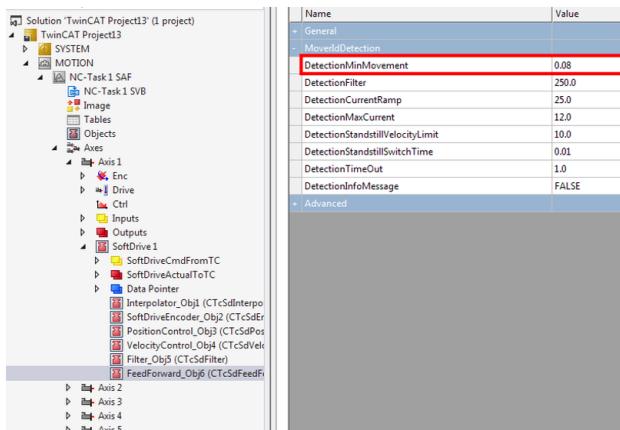 Solution 'TwinCAT Project13' (1 project)
TwinCAT Project13
SYSTEM
MOTION
NC-Task 1 SAF
NC-Task 1 SVB
Image
Tables
Objects
Axes
Axis 1
Enc
Drive
Ctrl
Inputs
Outputs
SoftDrive 1
SoftDriveCmdFromTC
SoftDriveActualToTC
Data Pointer
Interpolator_Obj1 (CTcSdInterpo
SoftDriveEncoder_Obj2 (CTcSdEr
PositionControl_Obj3 (CTcSdPos
VelocityControl_Obj4 (CTcSdVelo
Filter_Obj5 (CTcSdFilter)
FeedForward_Obj6 (CTcSdFeedFo
Axis 2
Axis 3
Axis 4
Axis 5
Name Value
General
MoverIdDetection
DetectionMinMovement 0.08
DetectionFilter 250.0
DetectionCurrentRamp 25.0
DetectionMaxCurrent 12.0
DetectionStandstillVelocityLimit 10.0
DetectionStandstillSwitchTime 0.01
DetectionTimeOut 1.0
DetectionInfoMessage FALSE
Advanced